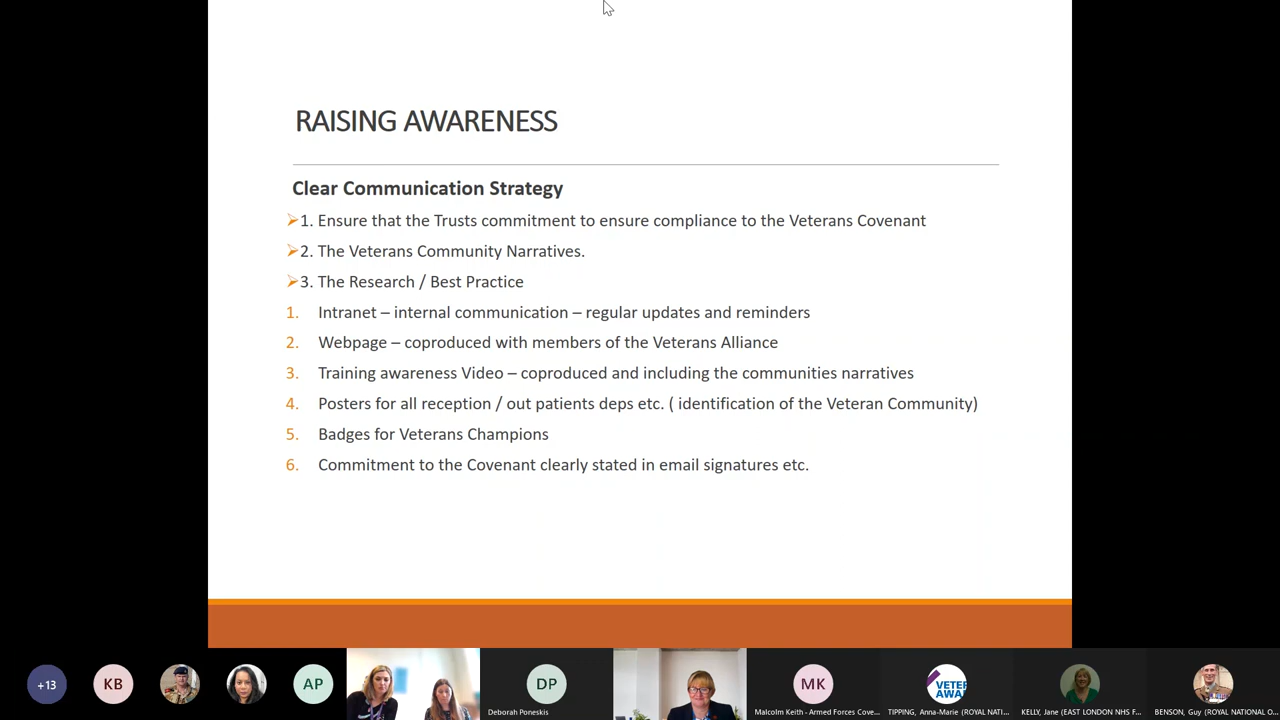 RAISING AWARENESS
Clear Communication Strategy
1. Ensure that the Trusts commitment to ensure compliance to the Veterans Covenant
2. The Veterans Community Narratives.
3. The Research / Best Practice
1. Intranet – internal communication – regular updates and reminders
2. Webpage – coproduced with members of the Veterans Alliance
3. Training awareness Video – coproduced and including the communities narratives
4. Posters for all reception / out patients deps etc. ( identification of the Veteran Community)
5. Badges for Veterans Champions
6. Commitment to the Covenant clearly stated in email signatures etc.
+13
KB
AP
DP
MK
VETER
AWA
Deborah Poneskis
Malcolm Keith - Armed Forces Cove...
TIPPING, Anna-Marie (ROYAL NATI...
KELLY, Jane (EAST LONDON NHS F...
BENSON, Guy (ROYAL NATIONAL O...